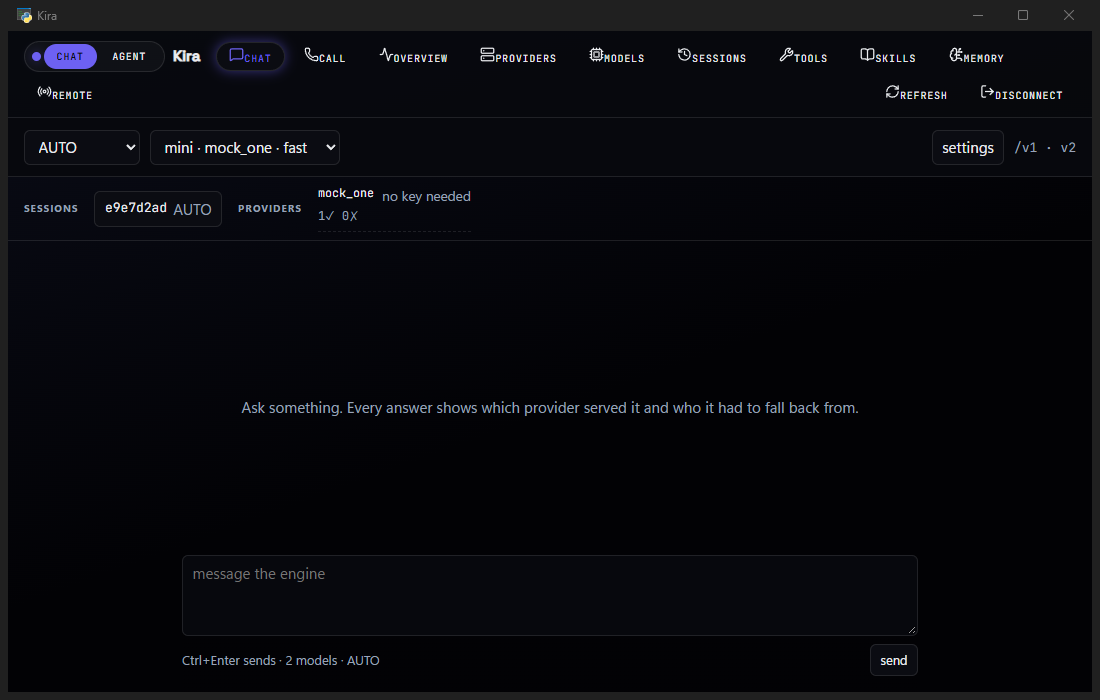 Kira
CHAT AGENT Kira CHAT CALL OVERVIEW PROVIDERS MODELS SESSIONS TOOLS SKILLS MEMORY
REMOTE REFRESH DISCONNECT
AUTO mini · mock_one · fast settings /v1 · v2
SESSIONS e9e7d2ad AUTO PROVIDERS mock_one no key needed
1✓ 0X
Ask something. Every answer shows which provider served it and who it had to fall back from.
message the engine
Ctrl+Enter sends · 2 models · AUTO send